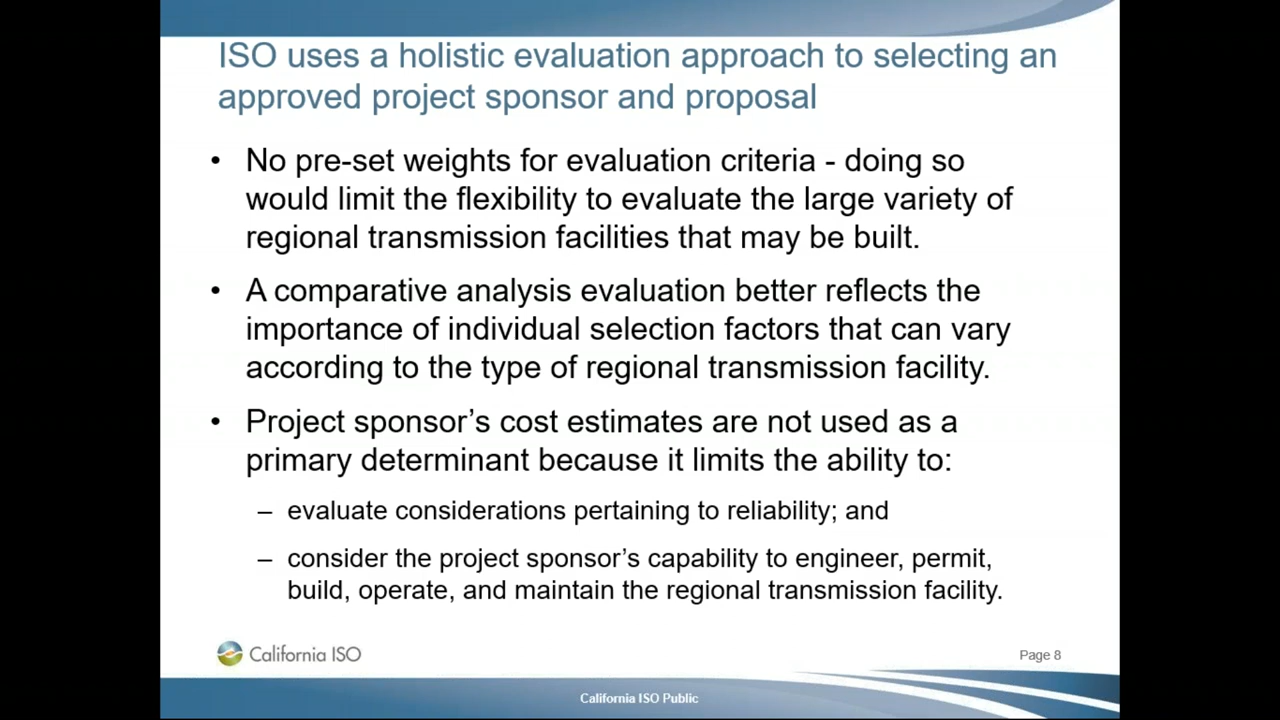 ISO uses a holistic evaluation approach to selecting an
approved project sponsor and proposal
• No pre-set weights for evaluation criteria - doing so
would limit the flexibility to evaluate the large variety of
regional transmission facilities that may be built.
• A comparative analysis evaluation better reflects the
importance of individual selection factors that can vary
according to the type of regional transmission facility.
• Project sponsor’s cost estimates are not used as a
primary determinant because it limits the ability to:
– evaluate considerations pertaining to reliability; and
– consider the project sponsor’s capability to engineer, permit,
build, operate, and maintain the regional transmission facility.
California ISO
Page 8
California ISO Public